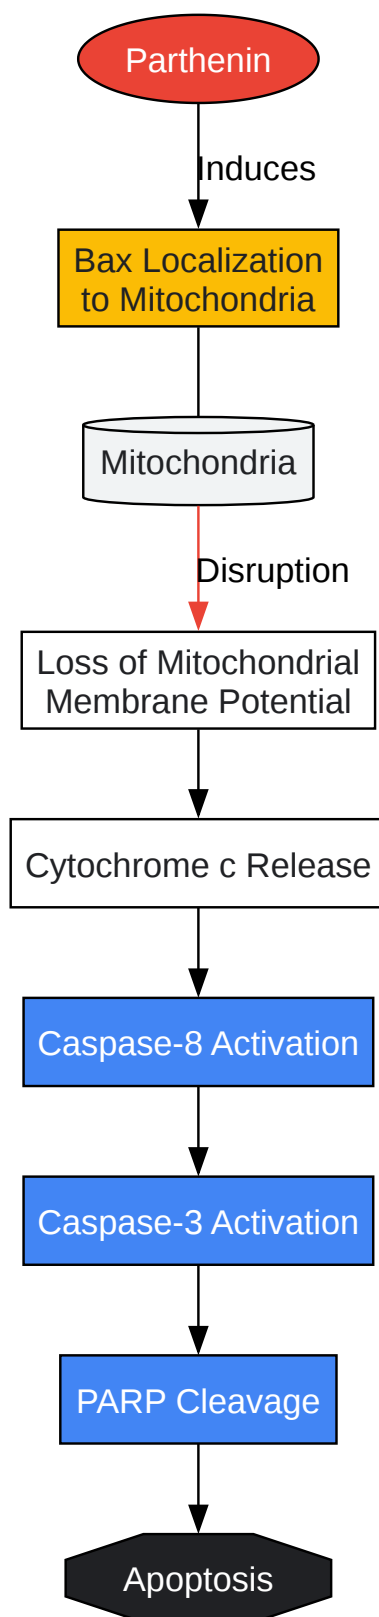 Parthenin
Induces
Bax Localization
to Mitochondria
Mitochondria
Disruption
Loss of Mitochondrial
Membrane Potential
Cytochrome c Release
Caspase-8 Activation
Caspase-3 Activation
PARP Cleavage
Apoptosis